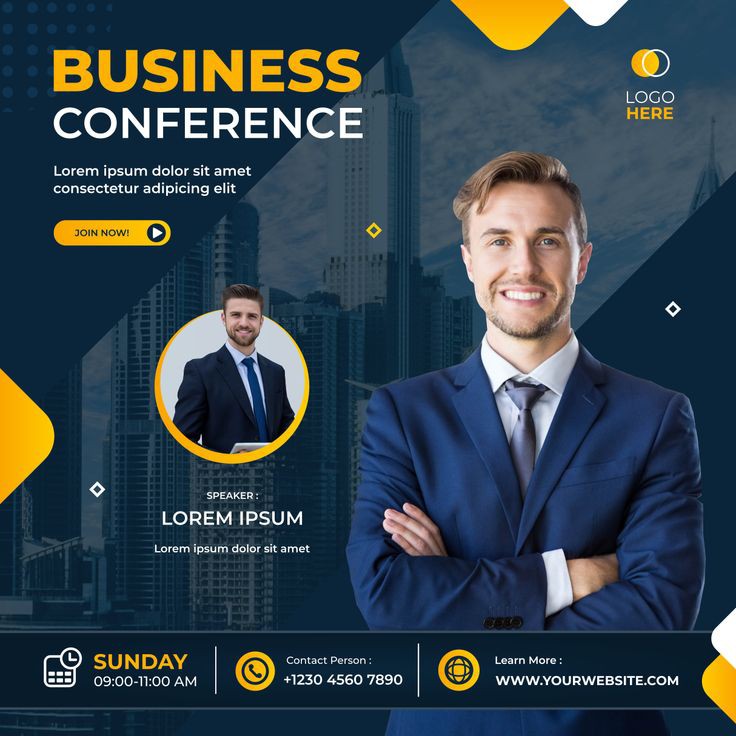 BUSINESS
CONFERENCE
Lorem ipsum dolor sit amet
consectetur adipicing elit
JOIN NOW!
LOGO
HERE
SPEAKER :
LOREM IPSUM
Lorem ipsum dolor sit amet
SUNDAY
09:00-11:00 AM
Contact Person :
+1230 4560 7890
Learn More :
WWW.YOURWEBSITE.COM